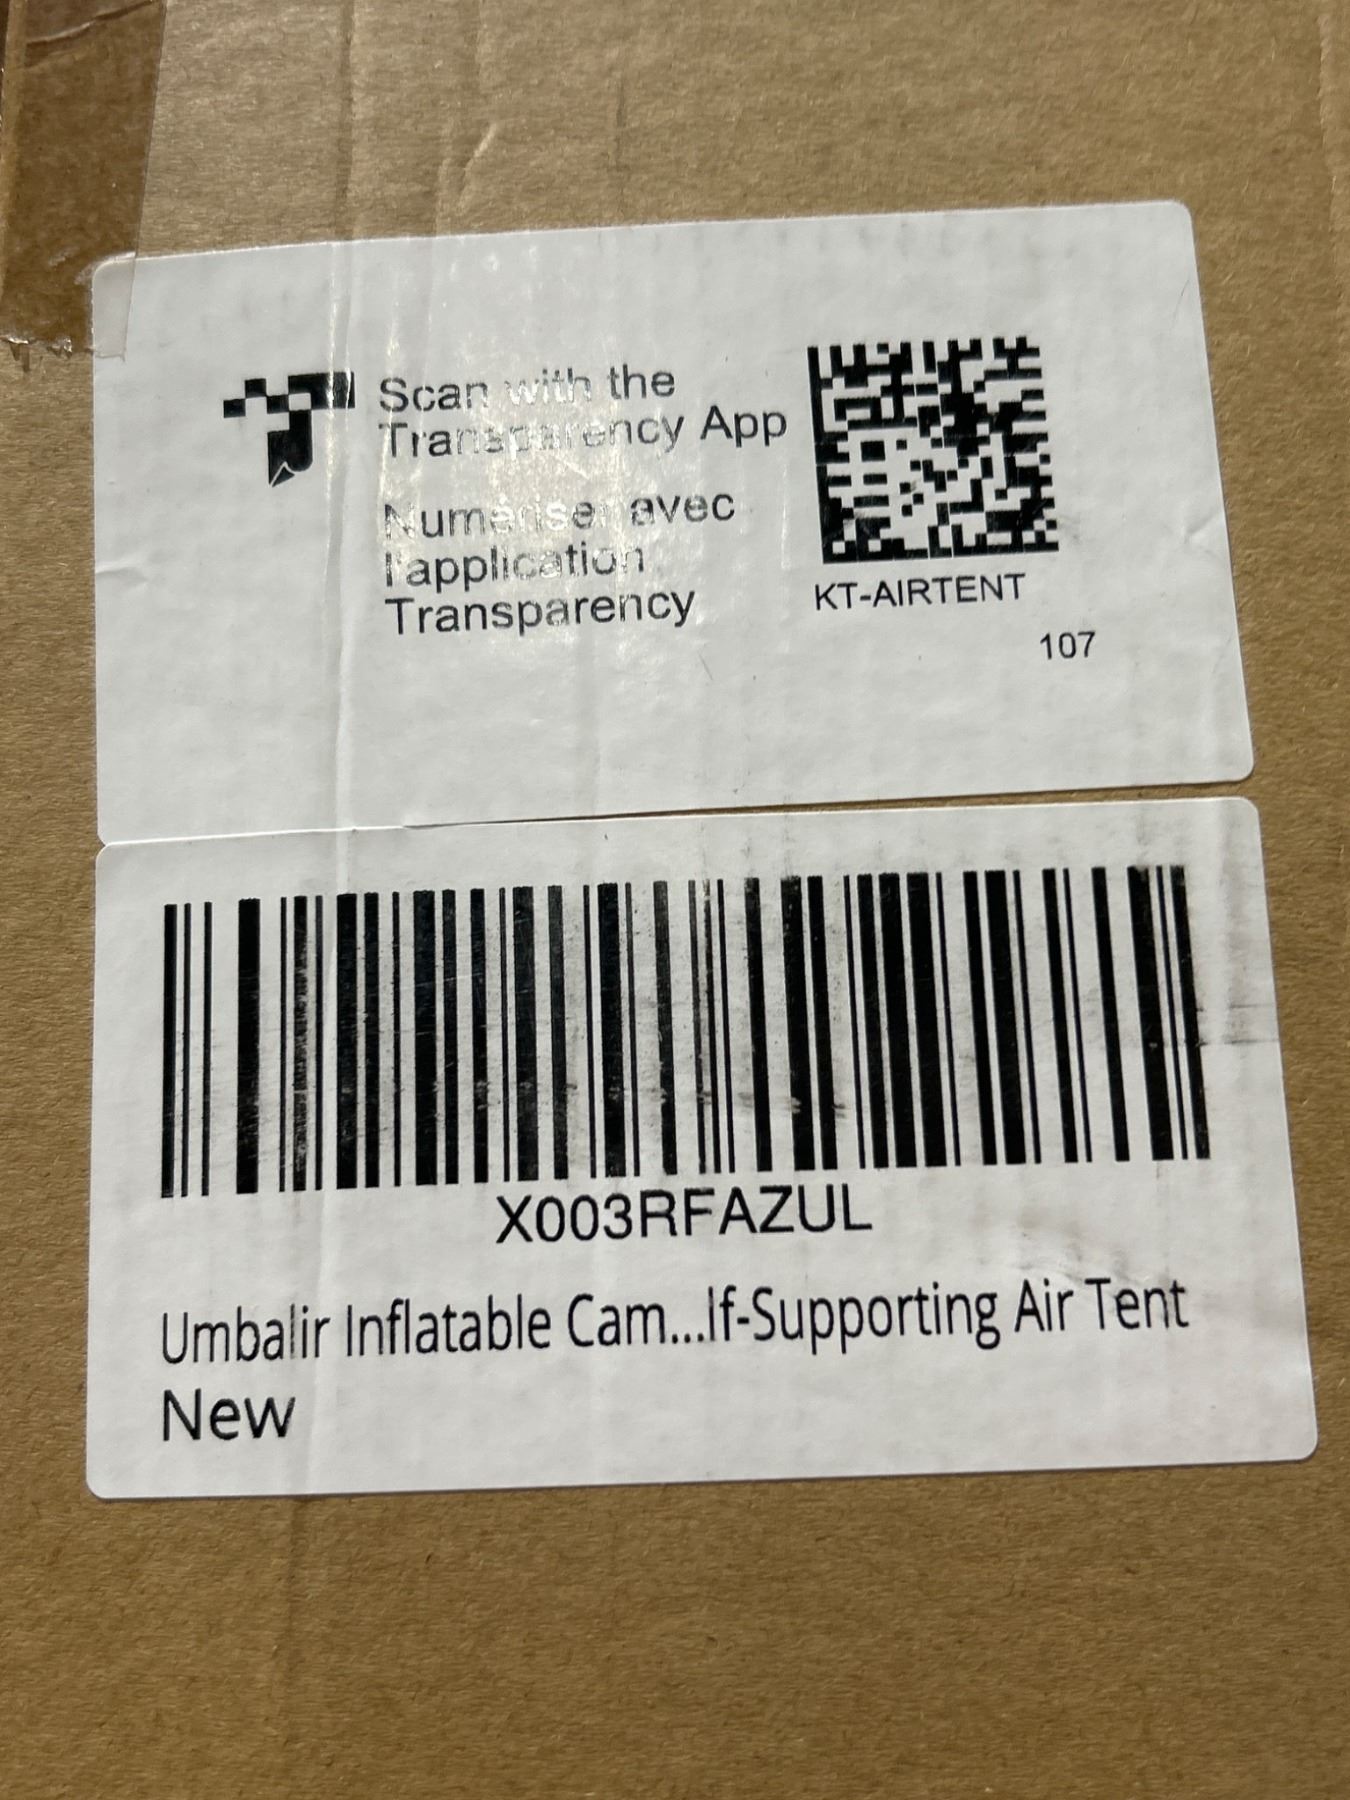 Scan with the
Transparency App
Numériser avec
l'application
Transparency
KT-AIRTENT
107
X003RFAZUL
Umbalir Inflatable Cam...lf-Supporting Air Tent
New